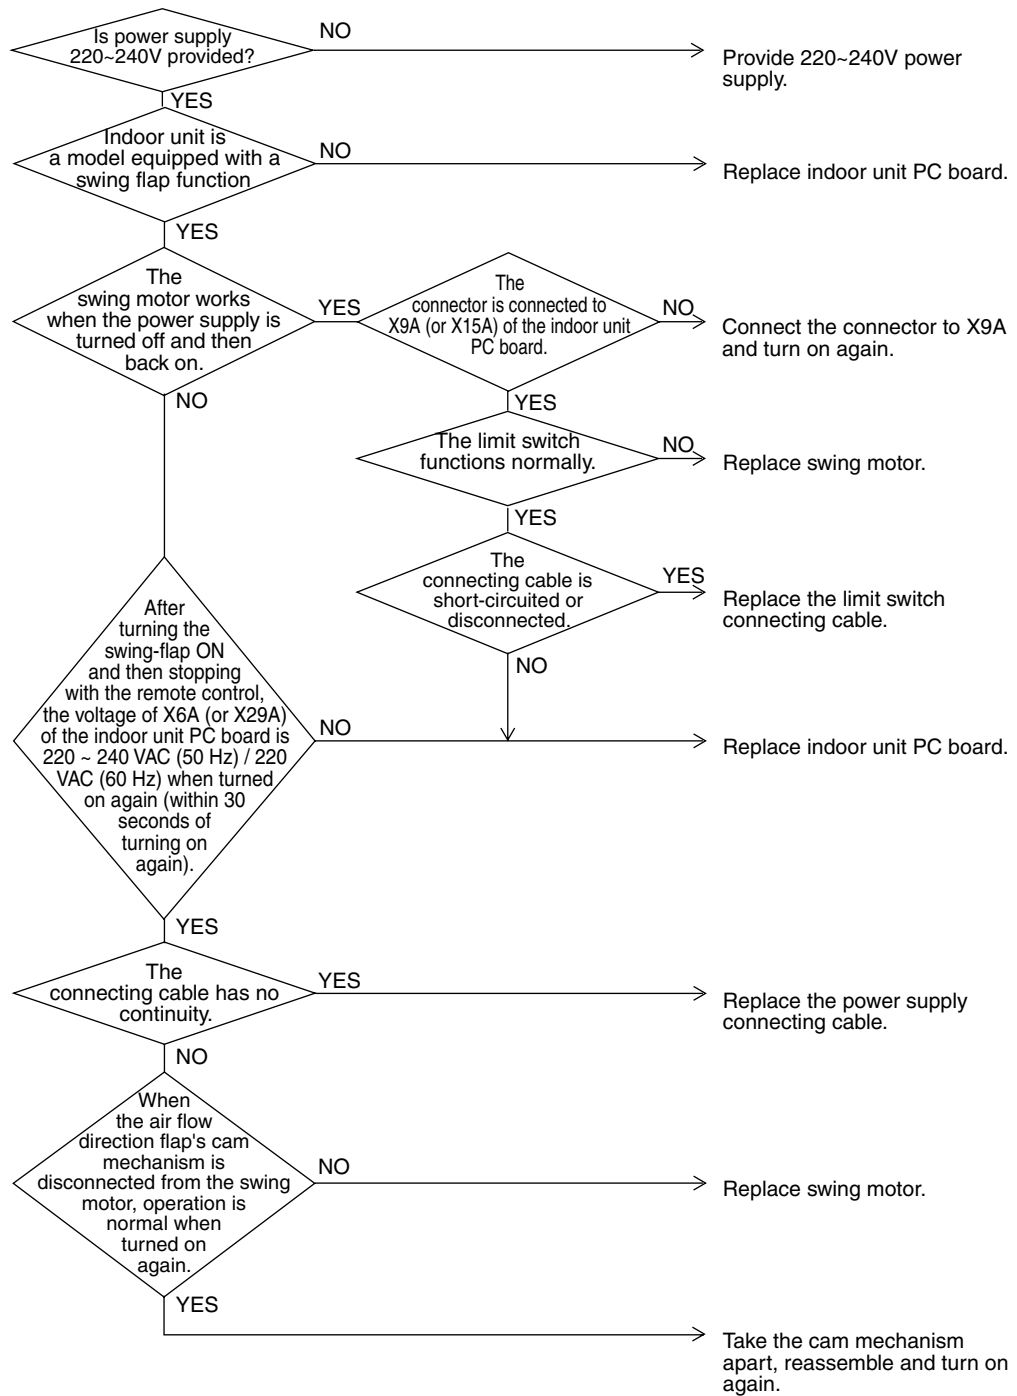 Is power supply
220~240V provided?
NO
Provide 220~240V power
supply.
YES
Indoor unit is
a model equipped with a
swing flap function
NO
Replace indoor unit PC board.
YES
The
swing motor works
when the power supply is
turned off and then
back on.
YES
The
connector is connected to
X9A (or X15A) of the indoor unit
PC board.
NO
Connect the connector to X9A
and turn on again.
NO
YES
The limit switch
functions normally.
NO
Replace swing motor.
YES
The
connecting cable is
short-circuited or
disconnected.
YES
Replace the limit switch
connecting cable.
NO
After
turning the
swing-flap ON
and then stopping
with the remote control,
the voltage of X6A (or X29A)
of the indoor unit PC board is
220 ~ 240 VAC (50 Hz) / 220
VAC (60 Hz) when turned
on again (within 30
seconds of
turning on
again).
NO
Replace indoor unit PC board.
YES
The
connecting cable has no
continuity.
YES
Replace the power supply
connecting cable.
NO
When
the air flow
direction flap's cam
mechanism is
disconnected from the swing
motor, operation is
normal when
turned on
again.
NO
Replace swing motor.
YES
Take the cam mechanism
apart, reassemble and turn on
again.